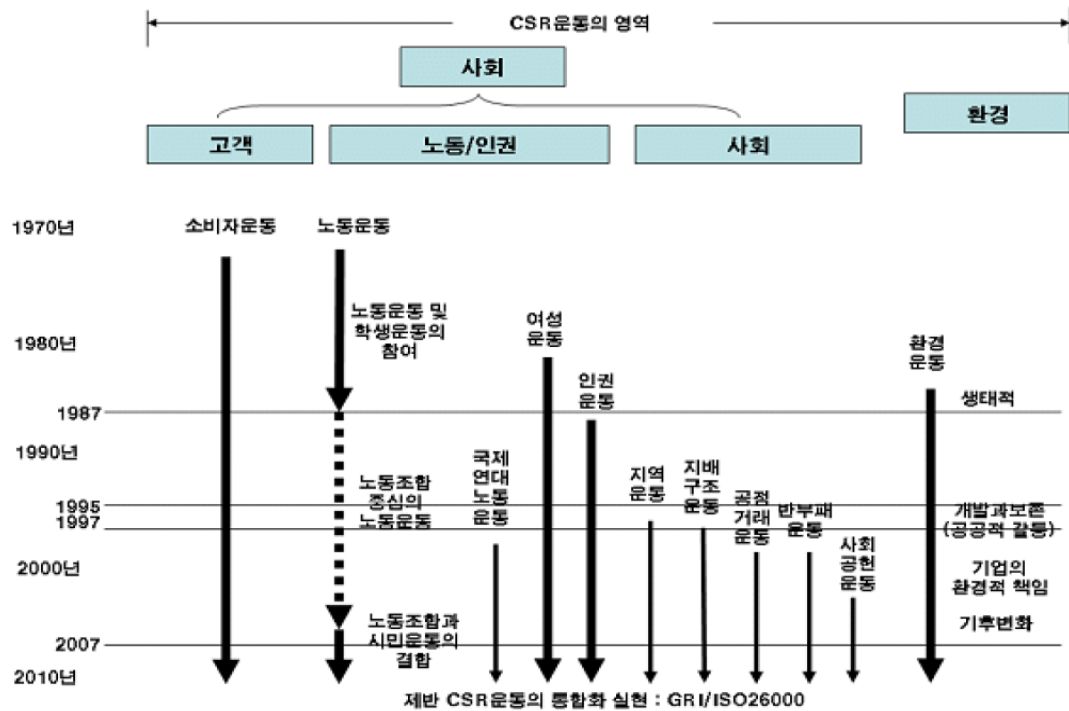 CSR운동의 영역
사회
고객
노동/인권
사회
환경
1970년
소비자운동
노동운동
노동운동 및
학생운동의
참여
1980년
여성
운동
환경
운동
인권
운동
1987
생태적
1990년
국제
연대
노동
운동
노동조합
중심의
노동운동
지역
운동
지배
구조
운동
공정
거래
운동
반부패
운동
1995
1997
개발과보존
(공공적 갈등)
사회
공헌
운동
2000년
기업의
환경적 책임
노동조합과
시민운동의
결합
기후변화
2007
2010년
제반 CSR운동의 통합화 실현 : GRI/ISO26000